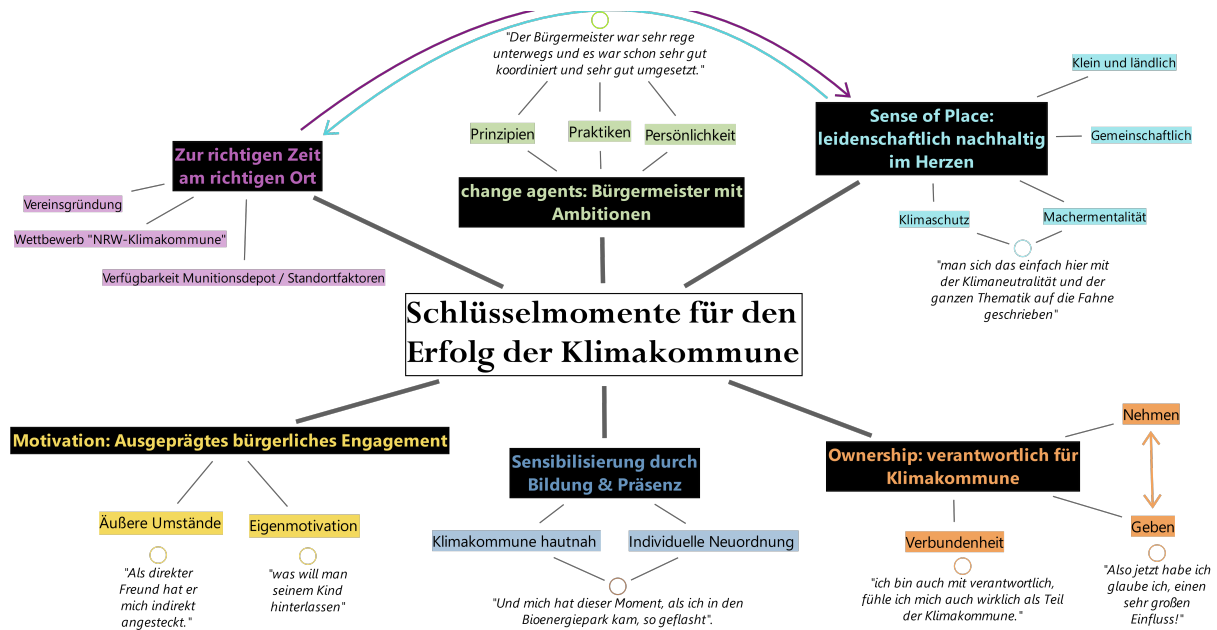 "Der Bürgermeister war sehr rege
unterwegs und es war schon sehr gut
koordiniert und sehr gut umgesetzt."
Prinzipien
Praktiken
Persönlichkeit
change agents: Bürgermeister mit
Ambitionen
Zur richtigen Zeit
am richtigen Ort
Vereinsgründung
Wettbewerb "NRW-Klimakommune"
Verfügbarkeit Munitionsdepot / Standortfaktoren
Klein und ländlich
Sense of Place:
leidenschaftlich nachhaltig
im Herzen
Gemeinschaftlich
Klimaschutz
Machermentalität
"man sich das einfach hier mit
der Klimaneutralität und der
ganzen Thematik auf die Fahne
geschrieben"
Schlüsselmomente für den
Erfolg der Klimakommune
Motivation: Ausgeprägtes bürgerliches Engagement
Äußere Umstände
Eigenmotivation
"Als direkter
Freund hat er
mich indirekt
angesteckt."
"was will man
seinem Kind
hinterlassen"
Sensibilisierung durch
Bildung & Präsenz
Klimakommune hautnah
Individuelle Neuordnung
"Und mich hat dieser Moment, als ich in den
Bioenergiepark kam, so geflasht".
Ownership: verantwortlich für
Klimakommune
Nehmen
Geben
Verbundenheit
"ich bin auch mit verantwortlich,
fühle ich mich auch wirklich als Teil
der Klimakommune."
"Also jetzt habe ich
glaube ich, einen
sehr großen
Einfluss!"